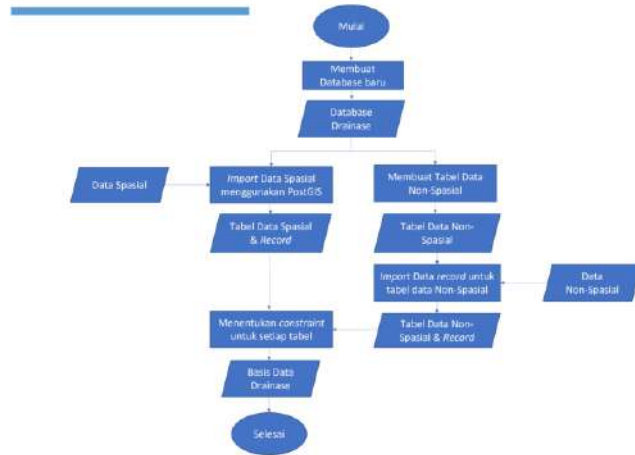 Mulai
Membuat
Database baru
Database
Drainase
Data Spasial
Import Data Spasial
menggunakan PostGIS
Membuat Tabel Data
Non-Spasial
Tabel Data Spasial
& Record
Tabel Data Non-
Spasial
Import Data record untuk
tabel data Non-Spasial
Data
Non-Spasial
Menentukan constraint
untuk setiap tabel
Tabel Data Non-
Spasial & Record
Basis Data
Drainase
Selesai